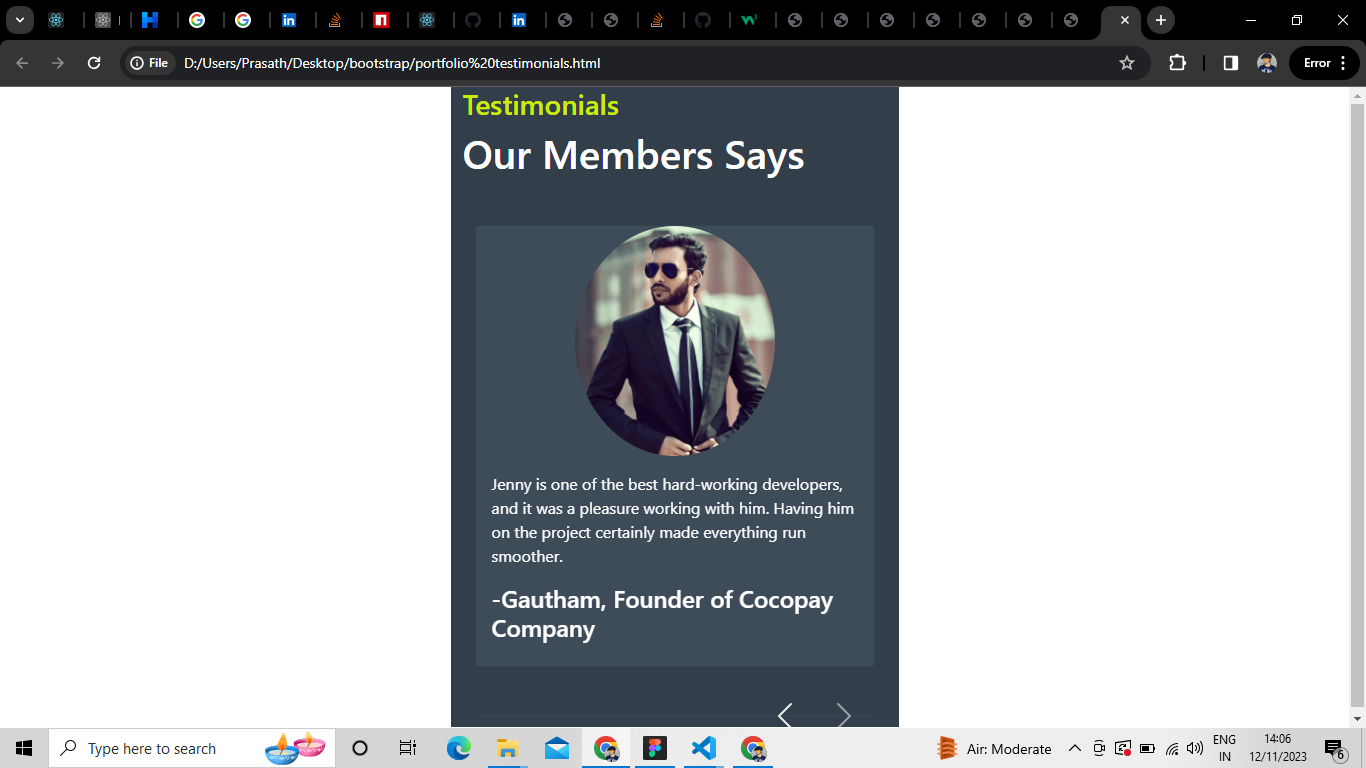 File
D:/Users/Prasath/Desktop/bootstrap/portfolio%20testimonials.html
Error
Testimonials
Our Members Says
Jenny is one of the best hard-working developers,
and it was a pleasure working with him. Having him
on the project certainly made everything run
smoother.
-Gautham, Founder of Cocopay
Company
Type here to search
Air: Moderate
ENG
IN
14:06
12/11/2023
6